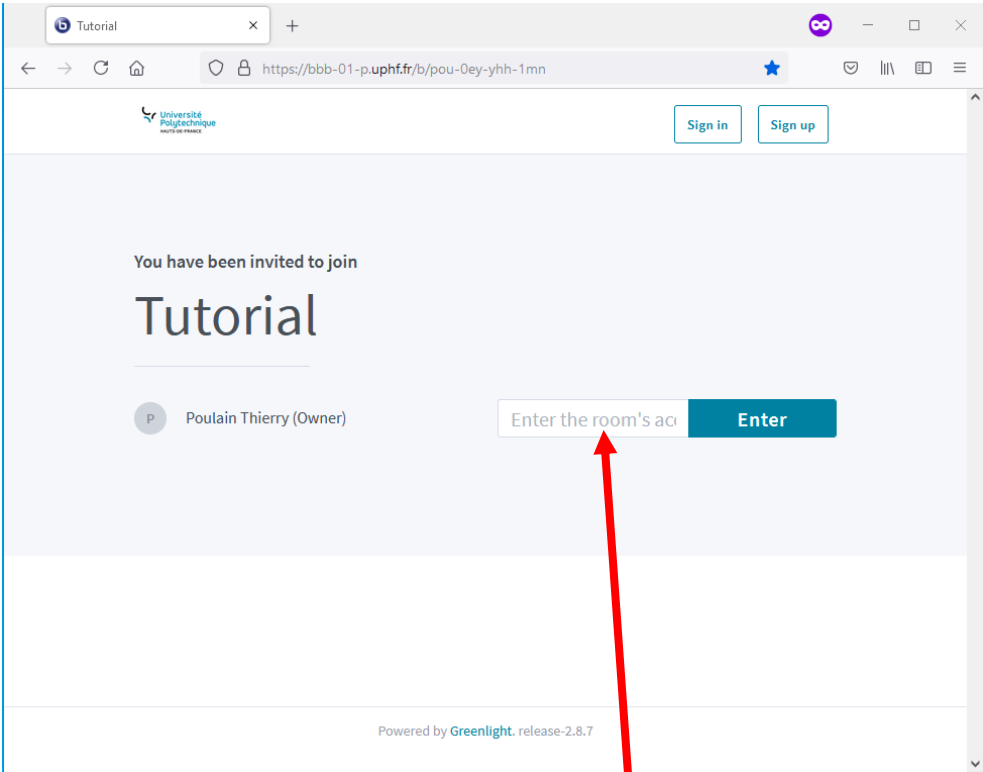 Tutorial
https://bbb-01-p.uphf.fr/b/pou-0ey-yhh-1mn
Université
Polytechnique
HAUTS-DE-FRANCE
Sign in
Sign up
You have been invited to join
Tutorial
P
Poulain Thierry (Owner)
Enter the room's acc
Enter
Powered by Greenlight. release-2.8.7